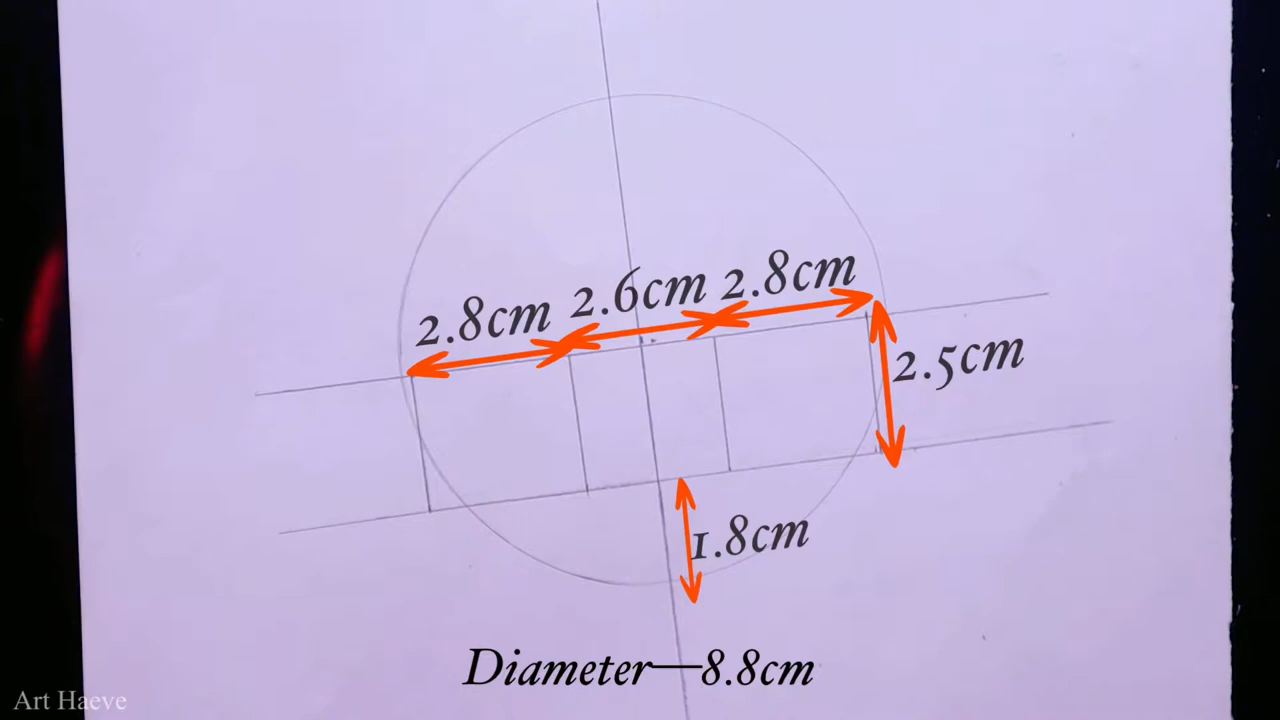 2.8cm 2.6cm 2.8cm
2.5cm
1.8cm
Diameter—8.8cm
Art Haeve